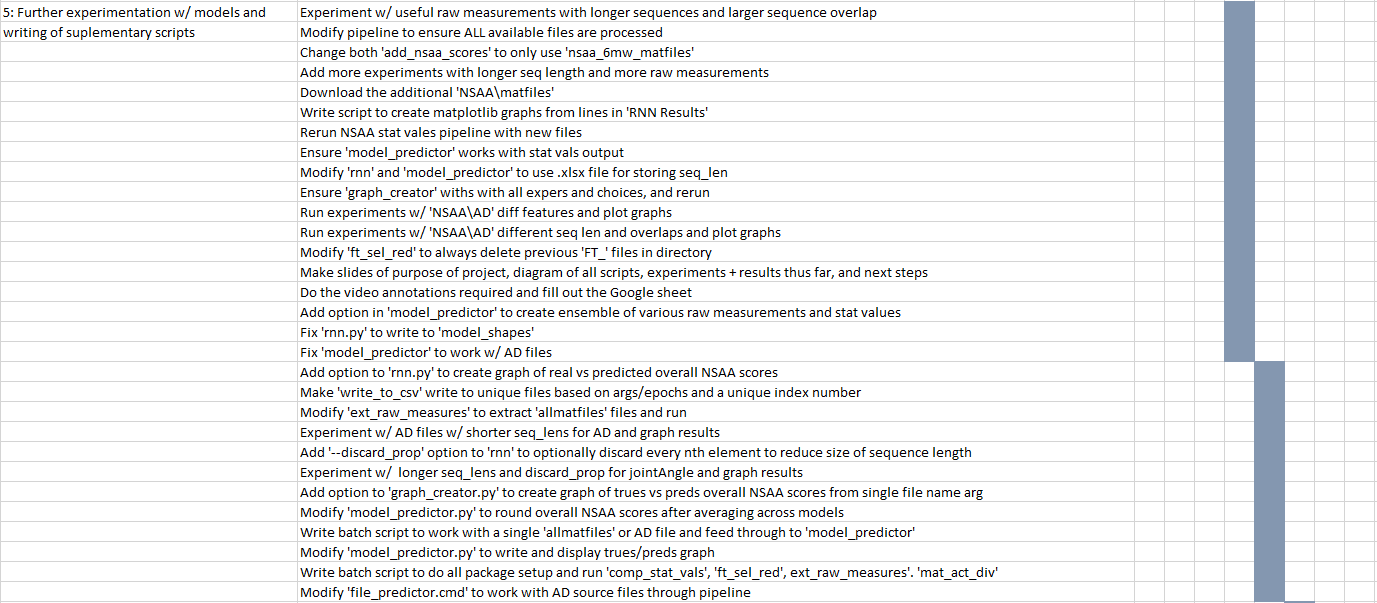 5: Further experimentation w/ models and
writing of suplementary scripts
Experiment w/ useful raw measurements with longer sequences and larger sequence overlap
Modify pipeline to ensure ALL available files are processed
Change both 'add_nsaa_scores' to only use 'nsaa_6mw_matfiles'
Add more experiments with longer seq length and more raw measurements
Download the additional 'NSAA\matfiles'
Write script to create matplotlib graphs from lines in 'RNN Results'
Rerun NSAA stat vales pipeline with new files
Ensure 'model_predictor' works with stat vals output
Modify 'rnn' and 'model_predictor' to use .xlsx file for storing seq_len
Ensure 'graph_creator' withs with all expers and choices, and rerun
Run experiments w/ 'NSAA\AD' diff features and plot graphs
Run experiments w/ 'NSAA\AD' different seq len and overlaps and plot graphs
Modify 'ft_sel_red' to always delete previous 'FT_' files in directory
Make slides of purpose of project, diagram of all scripts, experiments + results thus far, and next steps
Do the video annotations required and fill out the Google sheet
Add option in 'model_predictor' to create ensemble of various raw measurements and stat values
Fix 'rnn.py' to write to 'model_shapes'
Fix 'model_predictor' to work w/ AD files
Add option to 'rnn.py' to create graph of real vs predicted overall NSAA scores
Make 'write_to_csv' write to unique files based on args/epochs and a unique index number
Modify 'ext_raw_measures' to extract 'allmatfiles' files and run
Experiment w/ AD files w/ shorter seq_lens for AD and graph results
Add '--discard_prop' option to 'rnn' to optionally discard every nth element to reduce size of sequence length
Experiment w/  longer seq_lens and discard_prop for jointAngle and graph results
Add option to 'graph_creator.py' to create graph of trues vs preds overall NSAA scores from single file name arg
Modify 'model_predictor.py' to round overall NSAA scores after averaging across models
Write batch script to work with a single 'allmatfiles' or AD file and feed through to 'model_predictor'
Modify 'model_predictor.py' to write and display trues/preds graph
Write batch script to do all package setup and run 'comp_stat_vals', 'ft_sel_red', ext_raw_measures'. 'mat_act_div'
Modify 'file_predictor.cmd' to work with AD source files through pipeline